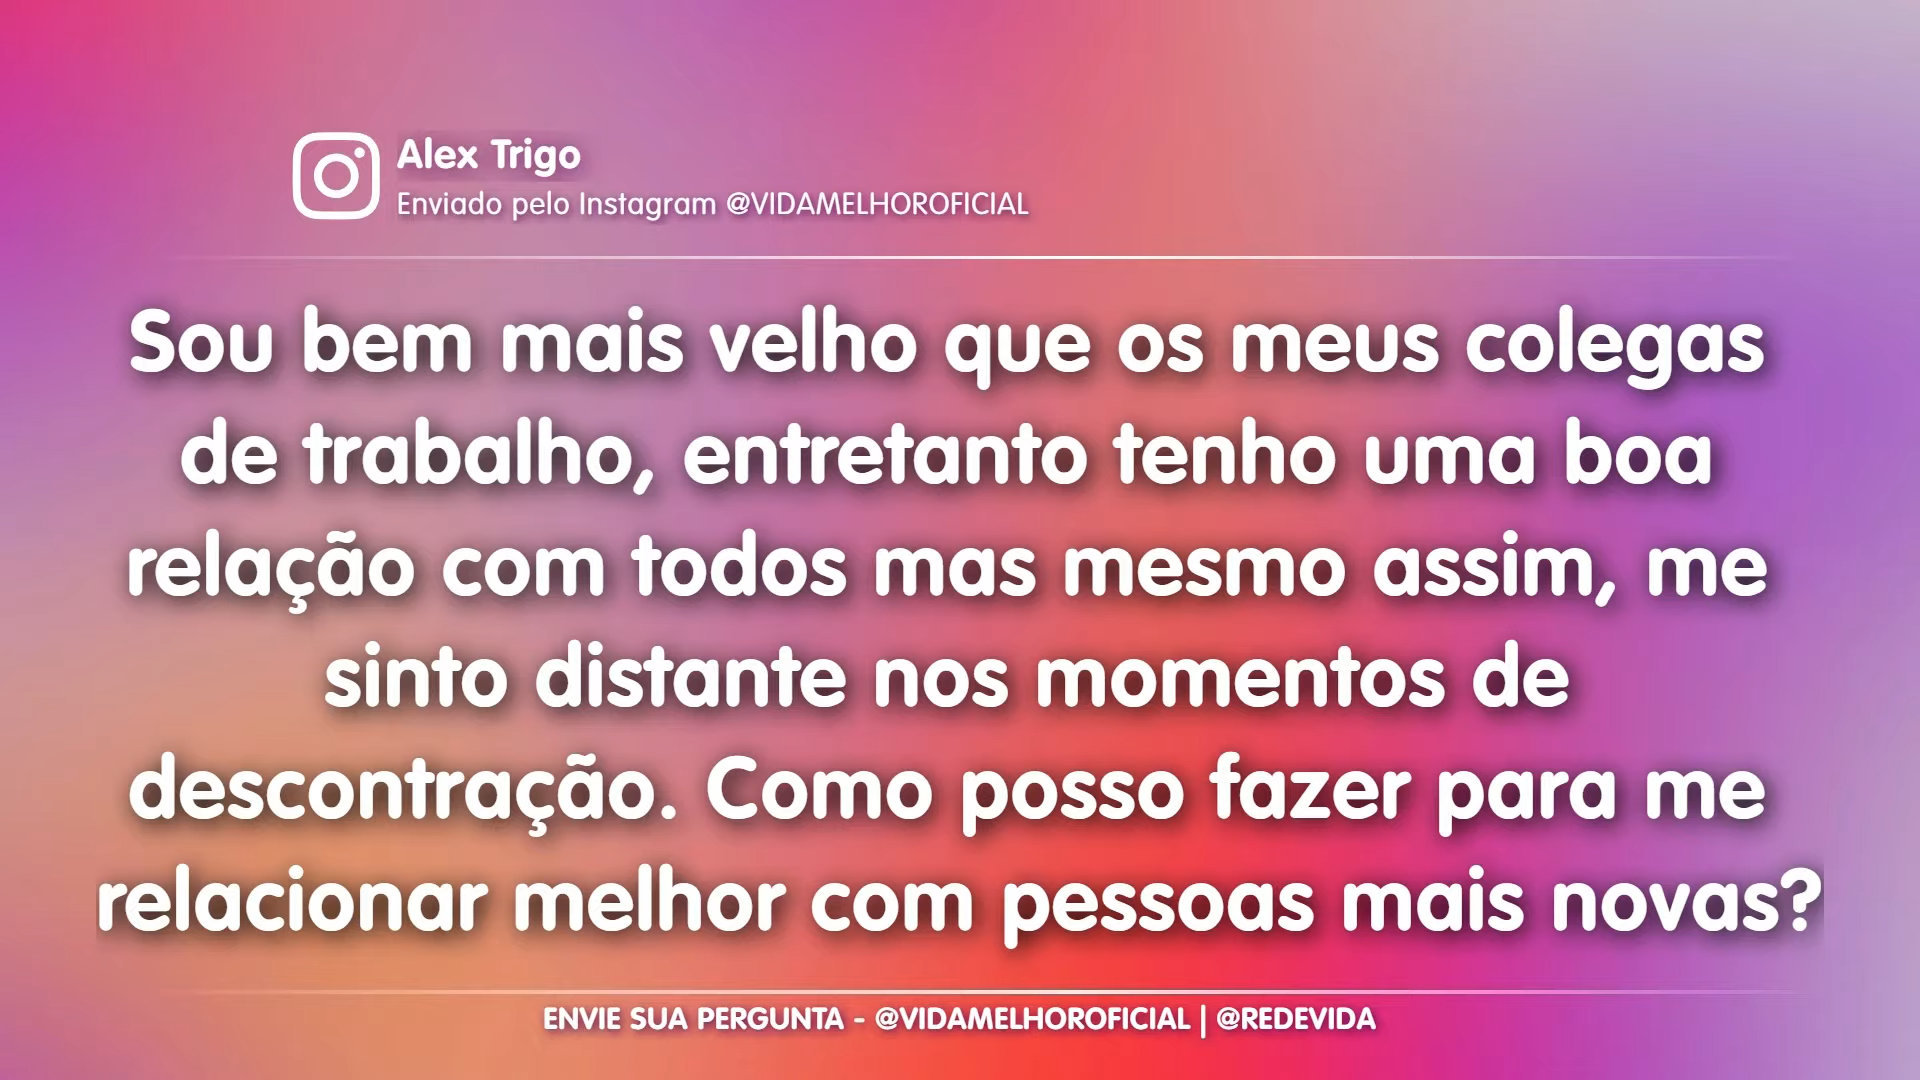 Alex Trigo
Enviado pelo Instagram @VIDAMELHOROFICIAL
Sou bem mais velho que os meus colegas
de trabalho, entretanto tenho uma boa
relação com todos mas mesmo assim, me
sinto distante nos momentos de
descontração. Como posso fazer para me
relacionar melhor com pessoas mais novas?
ENVIE SUA PERGUNTA - @VIDAMELHOROFICIAL | @REDEVIDA